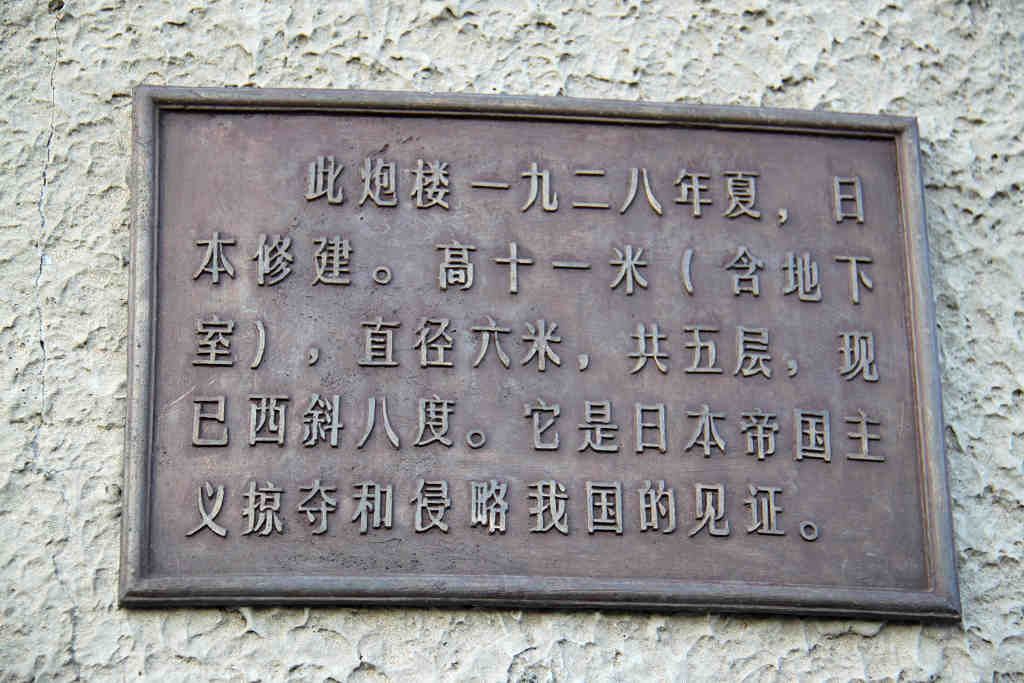 此炮楼一九二八年夏，日
本修建。高十一米（含地下
室），直径六米，共五层，现
已西斜八度。它是日本帝国主
义掠夺和侵略我国的见证。